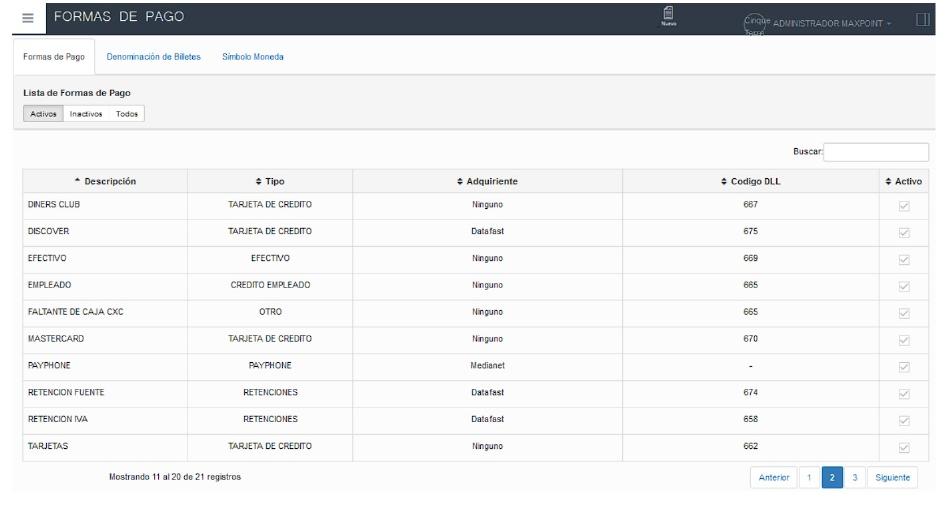 FORMAS DE PAGO
Nuevo
Cinque ADMINISTRADOR MAXPOINT
Formas de Pago Denominación de Billetes Simbolo Moneda
Lista de Formas de Pago
Activos Inactivos Todos
Buscar:
Descripción Tipo Adquiriente Codigo DLL Activo
DINERS CLUB TARJETA DE CREDITO Ninguno 667
DISCOVER TARJETA DE CREDITO Datafast 675
EFECTIVO EFECTIVO Ninguno 669
EMPLEADO CREDITO EMPLEADO Ninguno 665
FALTANTE DE CAJA CXC OTRO Ninguno 665
MASTERCARD TARJETA DE CREDITO Ninguno 670
PAYPHONE PAYPHONE Medianet -
RETENCION FUENTE RETENCIONES Datafast 674
RETENCION IVA RETENCIONES Datafast 658
TARJETAS TARJETA DE CREDITO Ninguno 662
Mostrando 11 al 20 de 21 registros
Anterior 1 2 3 Siguiente